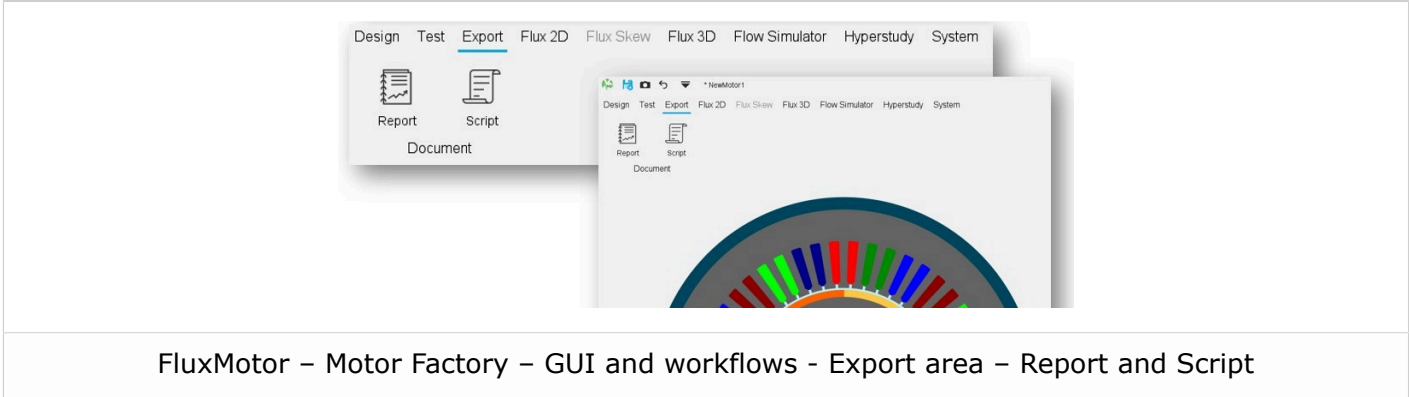 Design Test Export Flux 2D Flux Skew Flux 3D Flow Simulator Hyperstudy System
Report Script
Document
* NewMotor1
Design Test Export Flux 2D Flux Skew Flux 3D Flow Simulator Hyperstudy System
Report Script
Document
FluxMotor – Motor Factory – GUI and workflows - Export area – Report and Script